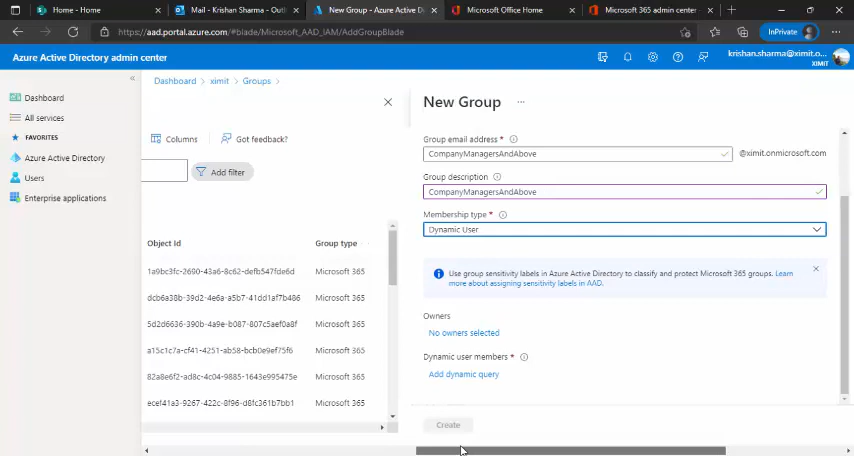 Home - Home
Mail - Krishan Sharma - Outl
New Group - Azure Active Di
Microsoft Office Home
Microsoft 365 admin center
https://aad.portal.azure.com/#blade/Microsoft_AAD_IAM/AddGroupBlade
InPrivate
Azure Active Directory admin center
krishan.sharma@ximit.o...
XIMIT
Dashboard
All services
FAVORITES
Azure Active Directory
Users
Enterprise applications
Dashboard > ximit > Groups >
Columns
Got feedback?
Add filter
Object Id
Group type
1a9bc3fc-2690-43a6-8c62-defb547fde6d
Microsoft 365
dcb6a38b-39d2-4e6a-a5b7-41dd1af7b486
Microsoft 365
5d2d6636-390b-4a9e-b087-807c5aef0a8f
Microsoft 365
a15c1c7a-cf41-4251-ab58-bcb0e9ef75f6
Microsoft 365
82a8e6f2-ad8c-4c04-9885-1643e995475e
Microsoft 365
ecef41a3-9267-422c-8f96-d8fc361b7bb1
Microsoft 365
New Group
Group email address *
CompanyManagersAndAbove
@ximit.onmicrosoft.com
Group description
CompanyManagersAndAbove
Membership type *
Dynamic User
Use group sensitivity labels in Azure Active Directory to classify and protect Microsoft 365 groups. Learn
more about assigning sensitivity labels in AAD.
Owners
No owners selected
Dynamic user members *
Add dynamic query
Create